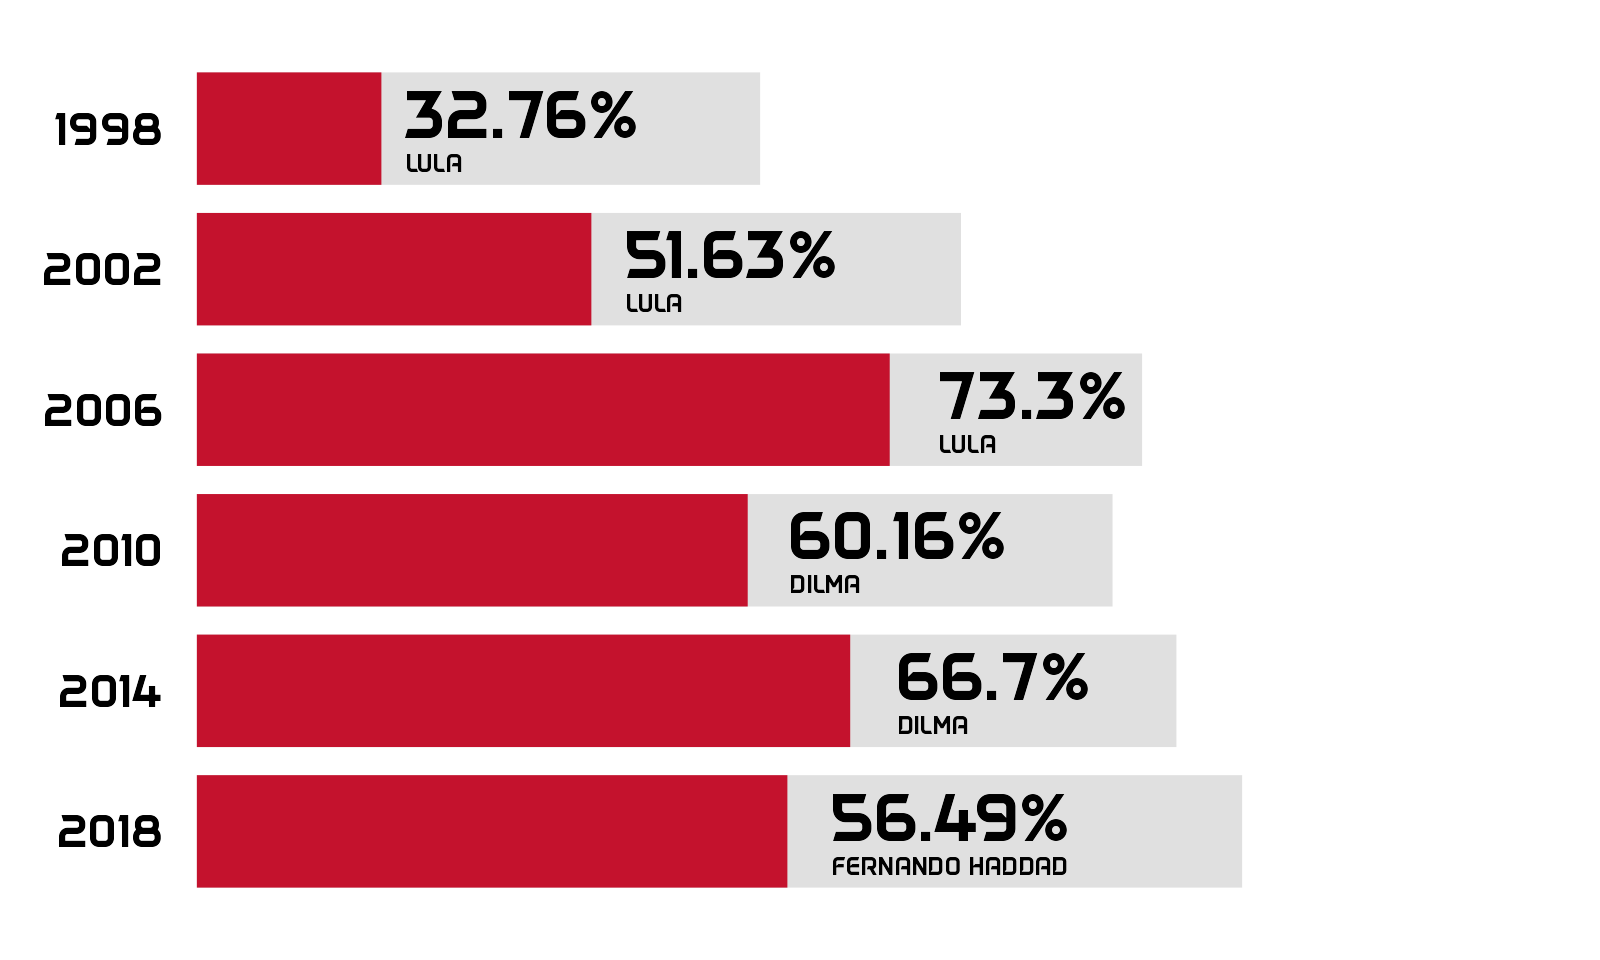 1998
32.76%
LULA
2002
51.63%
LULA
2006
73.3%
LULA
2010
60.16%
DILMA
2014
66.7%
DILMA
2018
56.49%
FERNANDO HADDAD